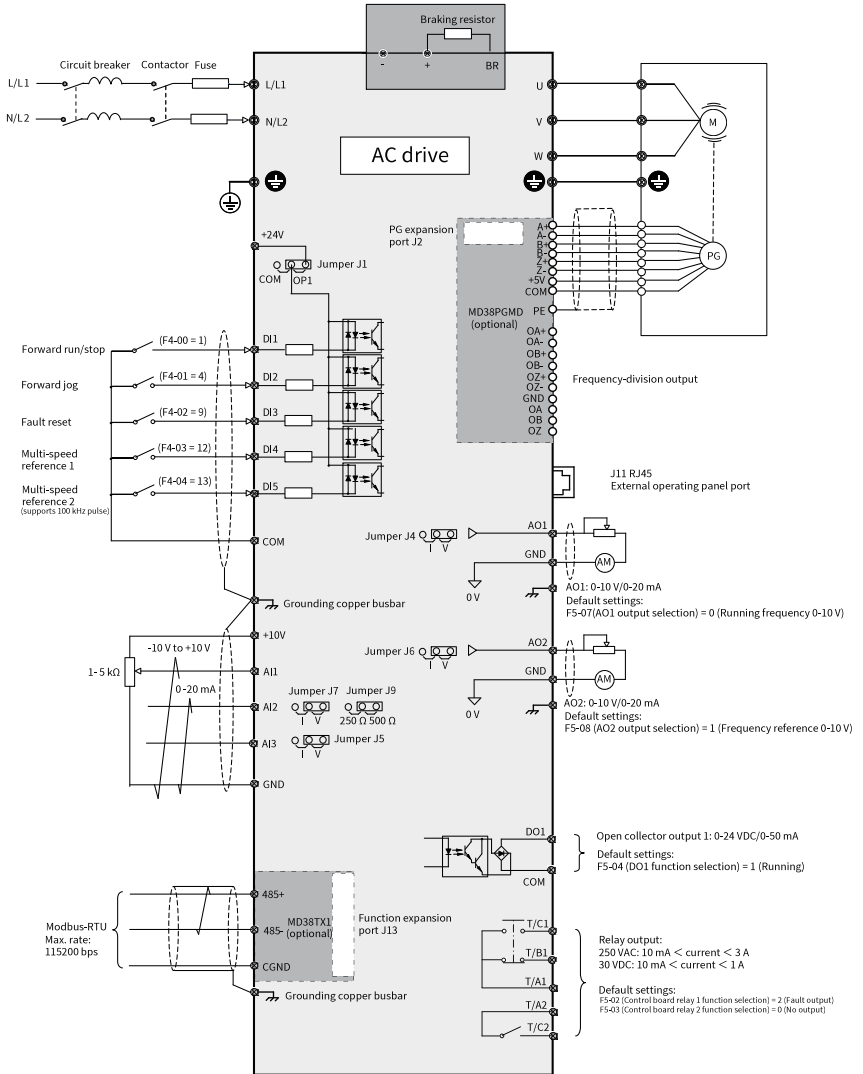 Braking resistor
- + BR
Circuit breaker Contactor Fuse
L/L1
L/L1
N/L2
N/L2
AC drive
U
V
W
M
+24V
COM OP1
Jumper J1
PG expansion
port J2
MD38PGMD
(optional)
A+
A-
B+
B-
Z+
Z-
+5V
COM
PE
OA+
OA-
OB+
OB-
OZ+
OZ-
GND
OA
OB
OZ
PG
Frequency-division output
Forward run/stop (F4-00 = 1) DI1
Forward jog (F4-01 = 4) DI2
Fault reset (F4-02 = 9) DI3
Multi-speed
reference 1
(F4-03 = 12) DI4
Multi-speed
reference 2
(supports 100 kHz pulse)
(F4-04 = 13) DI5
COM
Grounding copper busbar
J11 RJ45
External operating panel port
Jumper J4
I V
AO1
GND
0 V
AM
AO1: 0-10 V/0-20 mA
Default settings:
F5-07(AO1 output selection) = 0 (Running frequency 0-10 V)
+10V
-10 V to +10V
1- 5 kΩ
AI1
0-20 mA
AI2
AI3
GND
Jumper J7
I V
Jumper J9
250 Ω 500 Ω
Jumper J5
I V
Jumper J6
I V
AO2
GND
0 V
AM
AO2: 0-10 V/0-20 mA
Default settings:
F5-08 (AO2 output selection) = 1 (Frequency reference 0-10 V)
DO1
COM
Open collector output 1: 0-24 VDC/0-50 mA
Default settings:
F5-04 (DO1 function selection) = 1 (Running)
Modbus-RTU
Max. rate:
115200 bps
485+
485-
CGND
MD38TX1
(optional)
Function expansion
port J13
Grounding copper busbar
T/C1
T/B1
T/A1
T/A2
T/C2
Relay output:
250 VAC: 10 mA < current < 3 A
30 VDC: 10 mA < current < 1 A
Default settings:
F5-02 (Control board relay 1 function selection) = 2 (Fault output)
F5-03 (Control board relay 2 function selection) = 0 (No output)